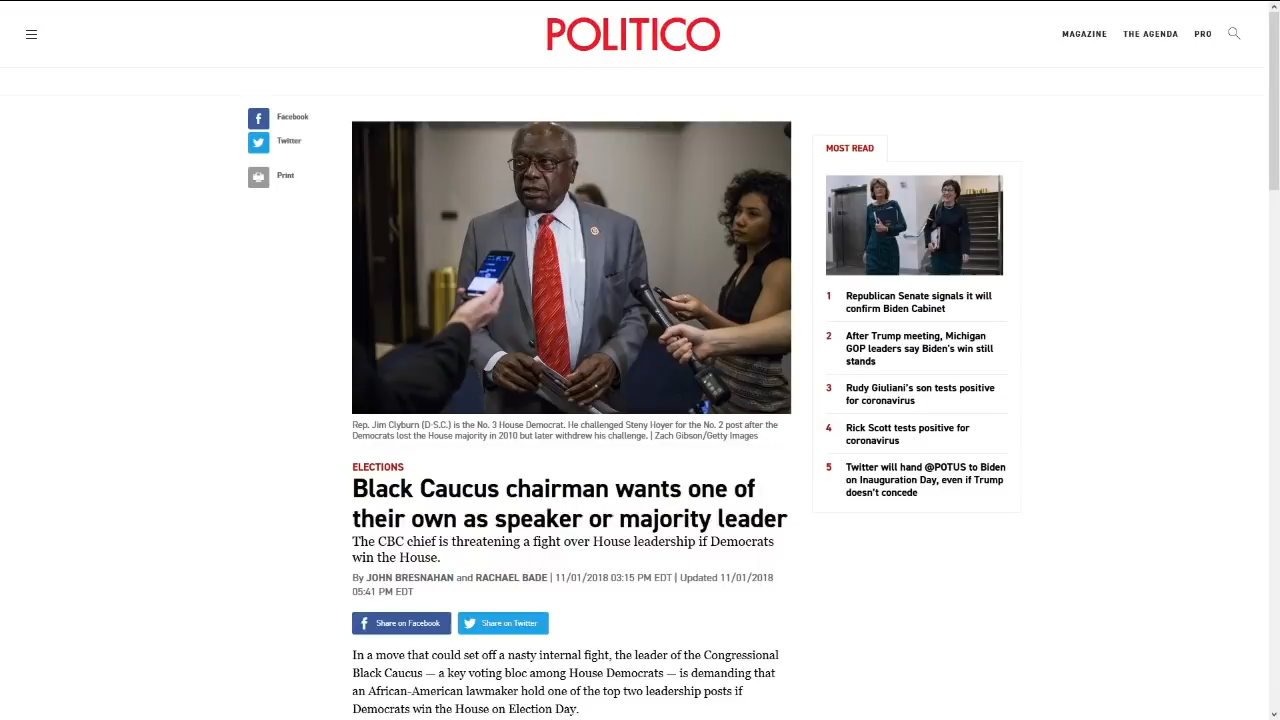 POLITICO
MAGAZINE
THE AGENDA
PRO
Facebook
Twitter
Print
Rep. Jim Clyburn (D-S.C.) is the No. 3 House Democrat. He challenged Steny Hoyer for the No. 2 post after the
Democrats lost the House majority in 2010 but later withdrew his challenge. | Zach Gibson/Getty Images
ELECTIONS
Black Caucus chairman wants one of
their own as speaker or majority leader
The CBC chief is threatening a fight over House leadership if Democrats
win the House.
By JOHN BRESNAHAN and RACHAEL BADE | 11/01/2018 03:15 PM EDT | Updated 11/01/2018
05:41 PM EDT
Share on Facebook
Share on Twitter
In a move that could set off a nasty internal fight, the leader of the Congressional
Black Caucus — a key voting bloc among House Democrats — is demanding that
an African-American lawmaker hold one of the top two leadership posts if
Democrats win the House on Election Day.
MOST READ
1 Republican Senate signals it will
confirm Biden Cabinet
2 After Trump meeting, Michigan
GOP leaders say Biden's win still
stands
3 Rudy Giuliani's son tests positive
for coronavirus
4 Rick Scott tests positive for
coronavirus
5 Twitter will hand @POTUS to Biden
on Inauguration Day, even if Trump
doesn't concede